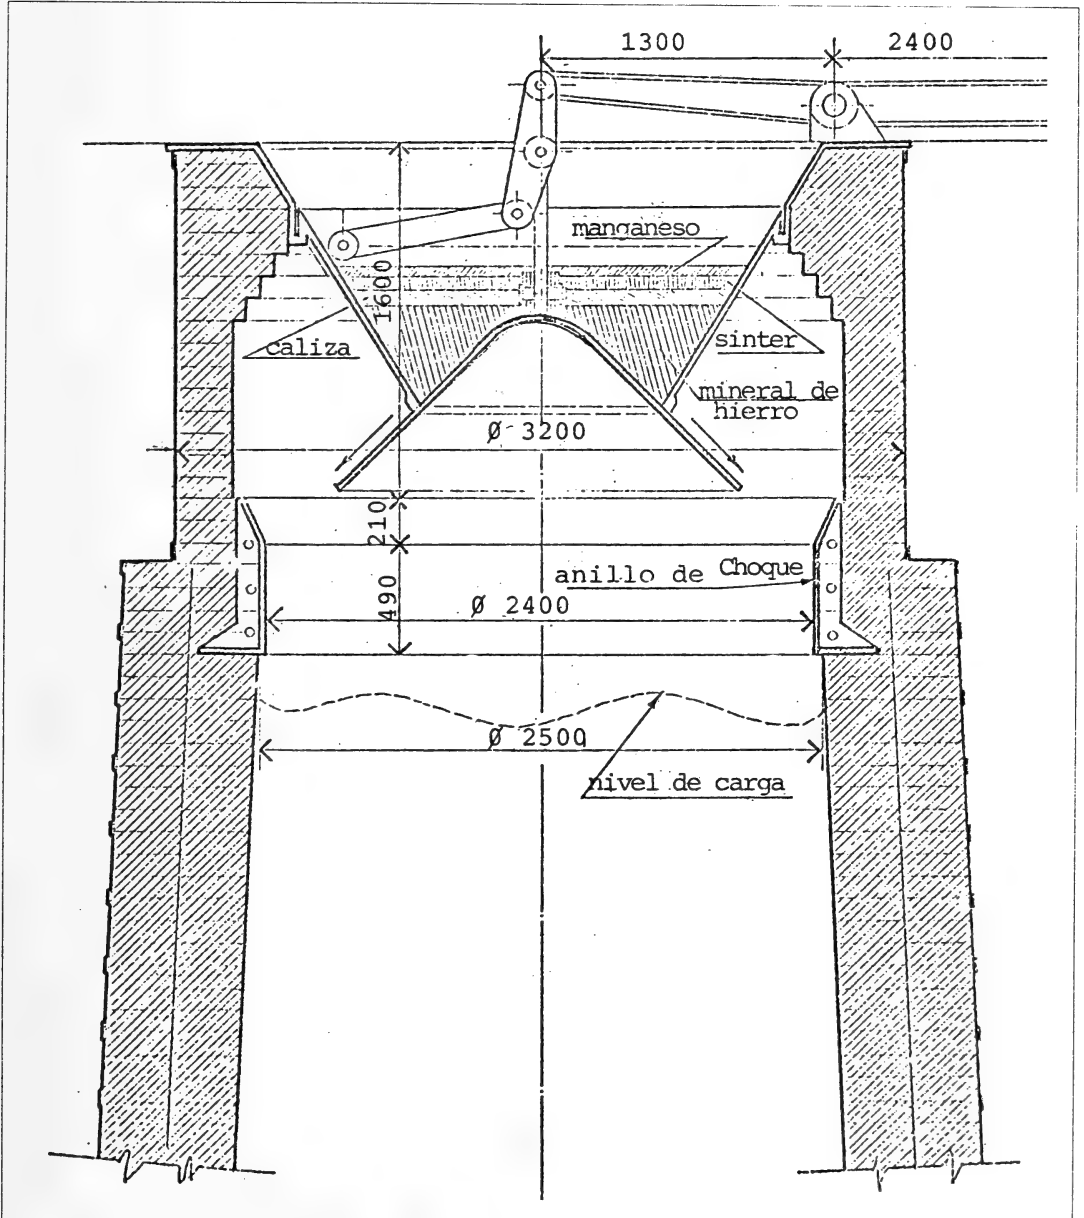 1300
2400
manganeso
1600
caliza
sinter
mineral de
hierro
Ø 3200
210
anillo de Choque
490
Ø 2400
Ø 2500
nivel de carga